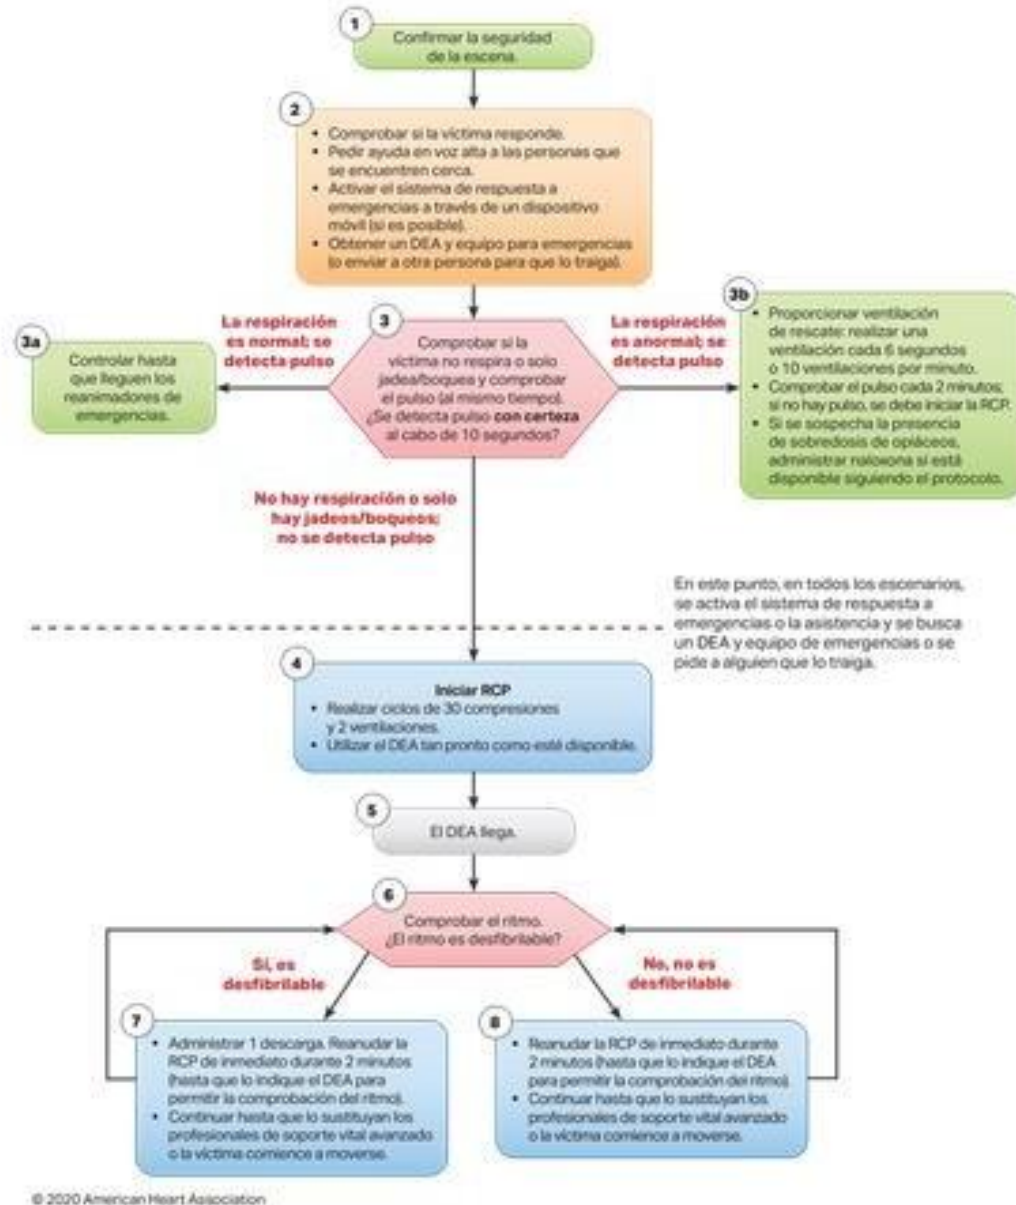 1
Confirmar la seguridad
de la escena.
2
• Comprobar si la víctima responde.
• Pedir ayuda en voz alta a las personas que
se encuentren cerca.
• Activar el sistema de respuesta a
emergencias a través de un dispositivo
móvil (si es posible).
• Obtener un DEA y equipo para emergencias
(o enviar a otra persona para que lo traiga).
La respiración
es normal; se
detecta pulso
3a
Controlar hasta
que lleguen los
reanimadores de
emergencias.
3
Comprobar si la
víctima no respira o solo
jadea/boquea y comprobar
el pulso (al mismo tiempo).
¿Se detecta pulso con certeza
al cabo de 10 segundos?
La respiración
es anormal; se
detecta pulso
3b
• Proporcionar ventilación
de rescate: realizar una
ventilación cada 6 segundos
o 10 ventilaciones por minuto.
• Comprobar el pulso cada 2 minutos;
si no hay pulso, se debe iniciar la RCP.
• Si se sospecha la presencia
de sobredosis de opiáceos,
administrar naloxona si está
disponible siguiendo el protocolo.
No hay respiración o solo
hay jadeos/boqueos;
no se detecta pulso
En este punto, en todos los escenarios,
se activa el sistema de respuesta a
emergencias o la asistencia y se busca
un DEA y equipo de emergencias o se
pide a alguien que lo traiga.
4
Iniciar RCP
• Realizar ciclos de 30 compresiones
y 2 ventilaciones.
• Utilizar el DEA tan pronto como esté disponible.
5
El DEA llega.
6
Comprobar el ritmo.
¿El ritmo es desfibrilable?
Sí, es
desfibrilable
No, no es
desfibrilable
7
• Administrar 1 descarga. Reanudar la
RCP de inmediato durante 2 minutos
(hasta que lo indique el DEA para
permitir la comprobación del ritmo).
• Continuar hasta que lo sustituyan los
profesionales de soporte vital avanzado
o la víctima comience a moverse.
8
• Reanudar la RCP de inmediato durante
2 minutos (hasta que lo indique el DEA
para permitir la comprobación del ritmo).
• Continuar hasta que lo sustituyan los
profesionales de soporte vital avanzado
o la víctima comience a moverse.
© 2020 American Heart Association